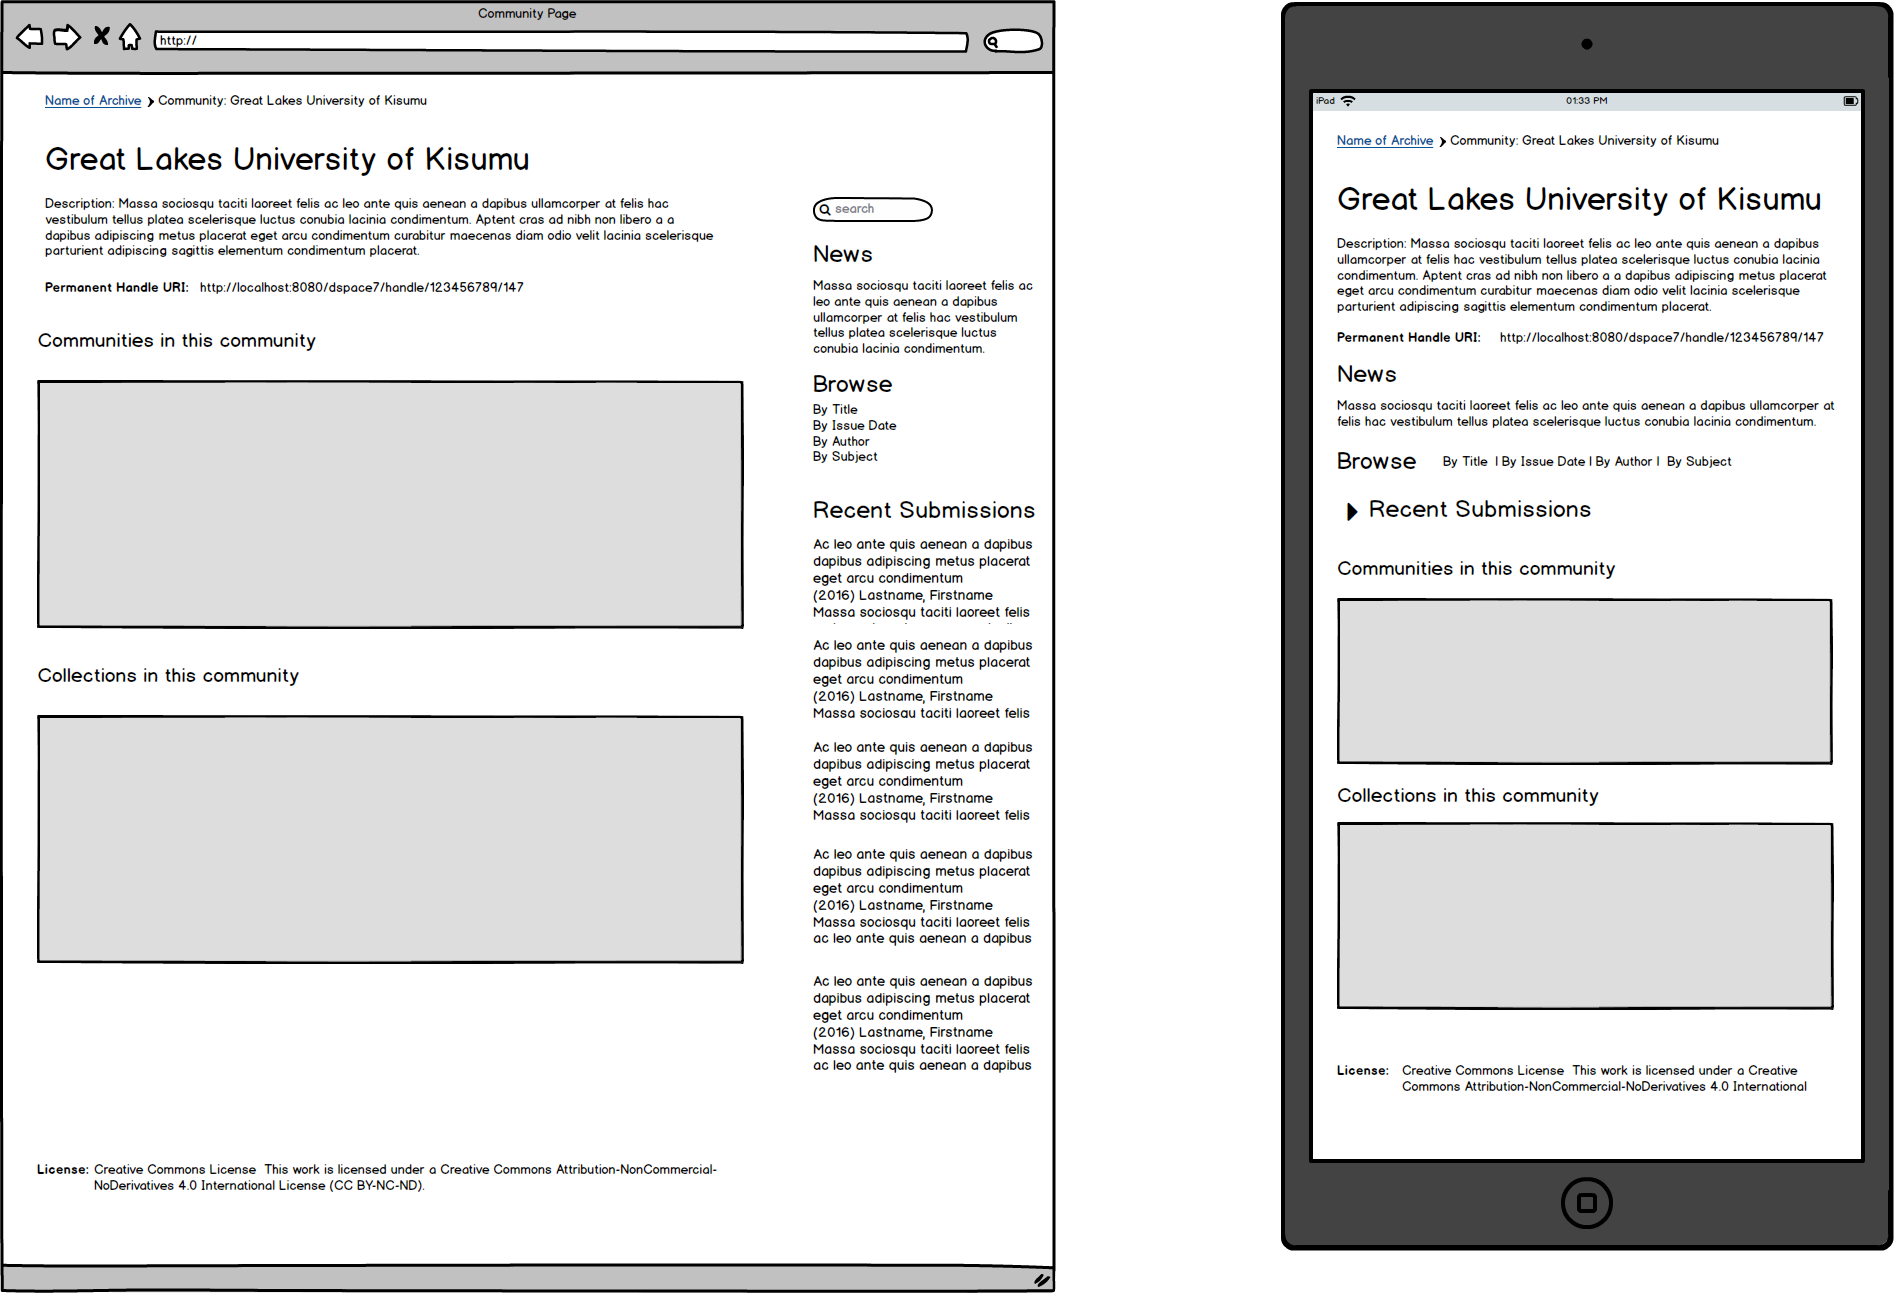 Community Page
http://
Name of Archive Community: Great Lakes University of Kisumu
Great Lakes University of Kisumu
Description: Massa sociosqu taciti laoreet felis ac leo ante quis aenean a dapibus ullamcorper at felis hac
vestibulum tellus platea scelerisque luctus conubia lacinia condimentum. Aptent cras ad nibh non libero a a
dapibus adipiscing metus placerat eget arcu condimentum curabitur maecenas diam odio velit lacinia scelerisque
parturient adipiscing sagittis elementum condimentum placerat.
Permanent Handle URI: http://localhost:8080/dspace7/handle/123456789/147
Communities in this community
Collections in this community
License: Creative Commons License This work is licensed under a Creative Commons Attribution-NonCommercial-
NoDerivatives 4.0 International License (CC BY-NC-ND).
search
News
Massa sociosqu taciti laoreet felis ac
leo ante quis aenean a dapibus
ullamcorper at felis hac vestibulum
tellus platea scelerisque luctus
conubia lacinia condimentum.
Browse
By Title
By Issue Date
By Author
By Subject
Recent Submissions
Ac leo ante quis aenean a dapibus
dapibus adipiscing metus placerat
eget arcu condimentum
(2016) Lastname, Firstname
Massa sociosqu taciti laoreet felis
Ac leo ante quis aenean a dapibus
dapibus adipiscing metus placerat
eget arcu condimentum
(2016) Lastname, Firstname
Massa sociosqu taciti laoreet felis
Ac leo ante quis aenean a dapibus
dapibus adipiscing metus placerat
eget arcu condimentum
(2016) Lastname, Firstname
Massa sociosqu taciti laoreet felis
Ac leo ante quis aenean a dapibus
dapibus adipiscing metus placerat
eget arcu condimentum
(2016) Lastname, Firstname
Massa sociosqu taciti laoreet felis
ac leo ante quis aenean a dapibus
Ac leo ante quis aenean a dapibus
dapibus adipiscing metus placerat
eget arcu condimentum
(2016) Lastname, Firstname
Massa sociosqu taciti laoreet felis
ac leo ante quis aenean a dapibus
iPad 01:33 PM
Name of Archive Community: Great Lakes University of Kisumu
Great Lakes University of Kisumu
Description: Massa sociosqu taciti laoreet felis ac leo ante quis aenean a dapibus
ullamcorper at felis hac vestibulum tellus platea scelerisque luctus conubia lacinia
condimentum. Aptent cras ad nibh non libero a a dapibus adipiscing metus placerat
eget arcu condimentum curabitur maecenas diam odio velit lacinia scelerisque
parturient adipiscing sagittis elementum condimentum placerat.
Permanent Handle URI: http://localhost:8080/dspace7/handle/123456789/147
News
Massa sociosqu taciti laoreet felis ac leo ante quis aenean a dapibus ullamcorper at
felis hac vestibulum tellus platea scelerisque luctus conubia lacinia condimentum.
Browse By Title | By Issue Date | By Author | By Subject
Recent Submissions
Communities in this community
Collections in this community
License: Creative Commons License This work is licensed under a Creative
Commons Attribution-NonCommercial-NoDerivatives 4.0 International